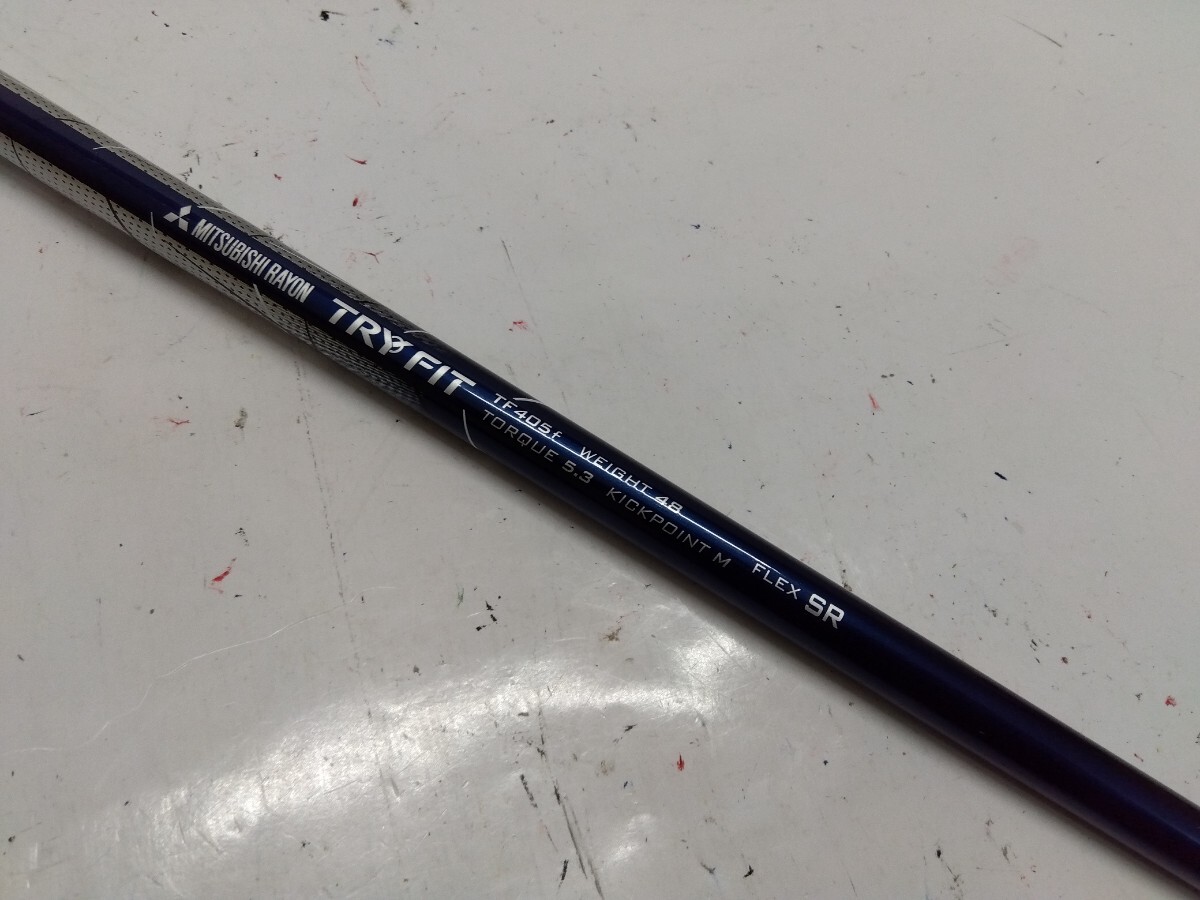 MITSUBISHI RAYON TRY FIT
TF405f WEIGHT 48
TORQUE 5.3 KICKPOINT M
FLEX SR